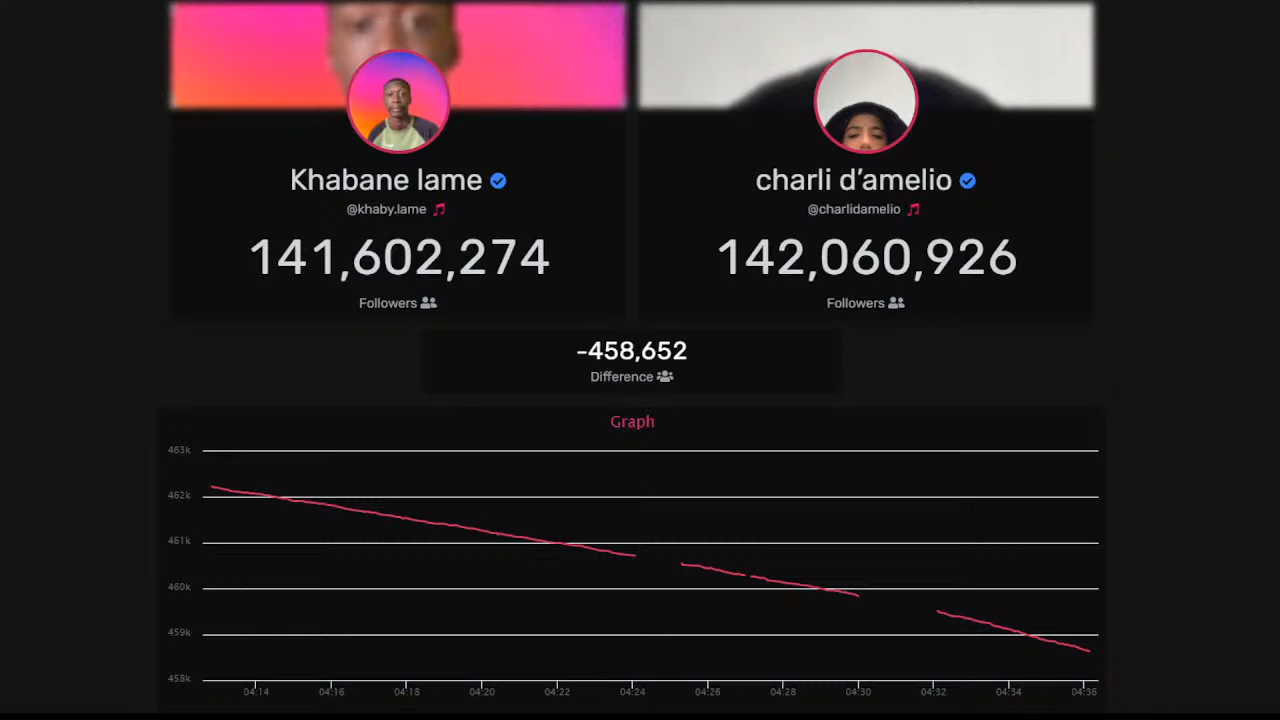 Khabane lame
@khaby.lame
141,602,274
Followers
charli d’amelio
@charlidamelio
142,060,926
Followers
-458,652
Difference
Graph
463k
462k
461k
460k
459k
458k
04:14 04:16 04:18 04:20 04:22 04:24 04:26 04:28 04:30 04:32 04:34 04:36